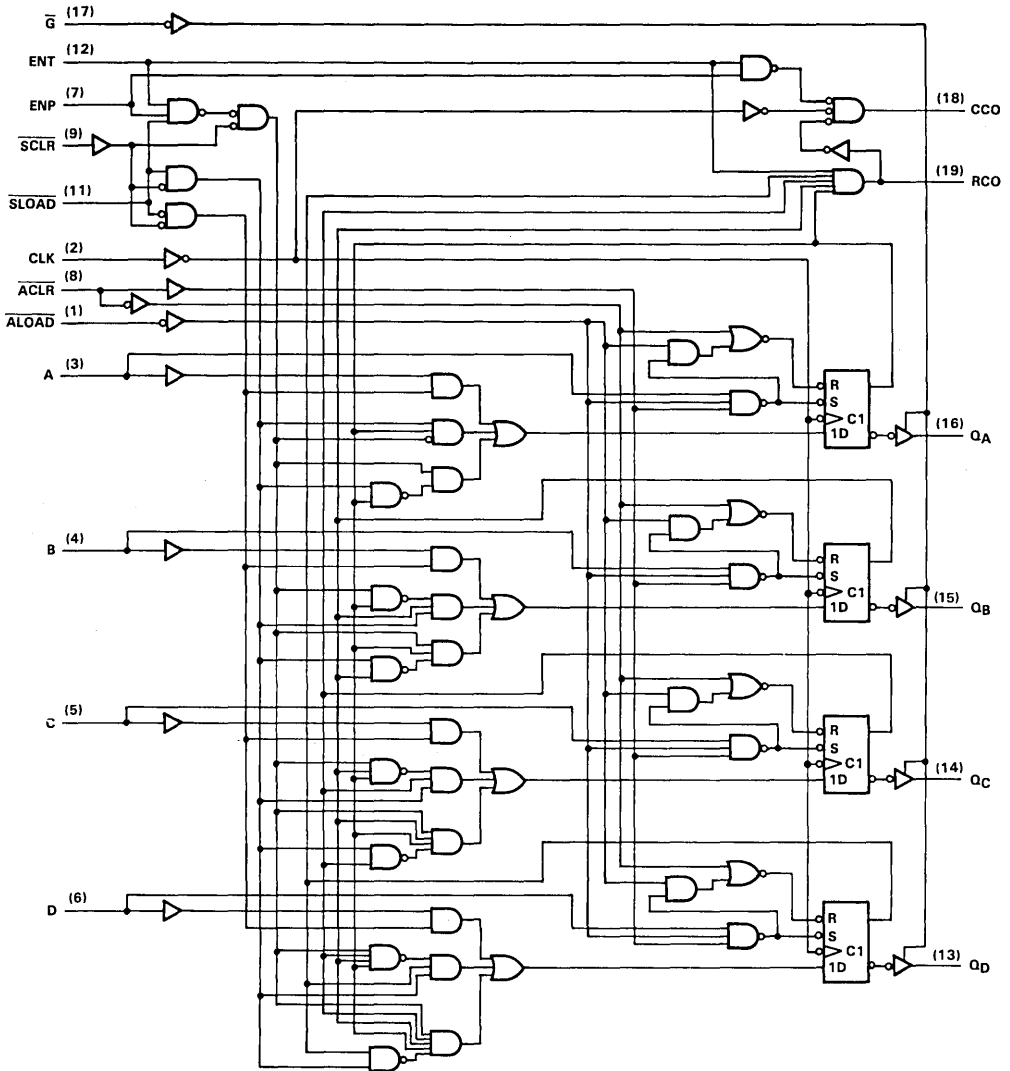 G (17)
ENT (12)
ENP (7)
(18) CCO
SCLR (9)
(19) RCO
SLOAD (11)
CLK (2)
ACLR (8)
ALOAD (1)
A (3)
R
S
C1
1D
(16) QA
B (4)
R
S
C1
1D
(15) QB
C (5)
R
S
C1
1D
(14) QC
D (6)
R
S
C1
1D
(13) QD